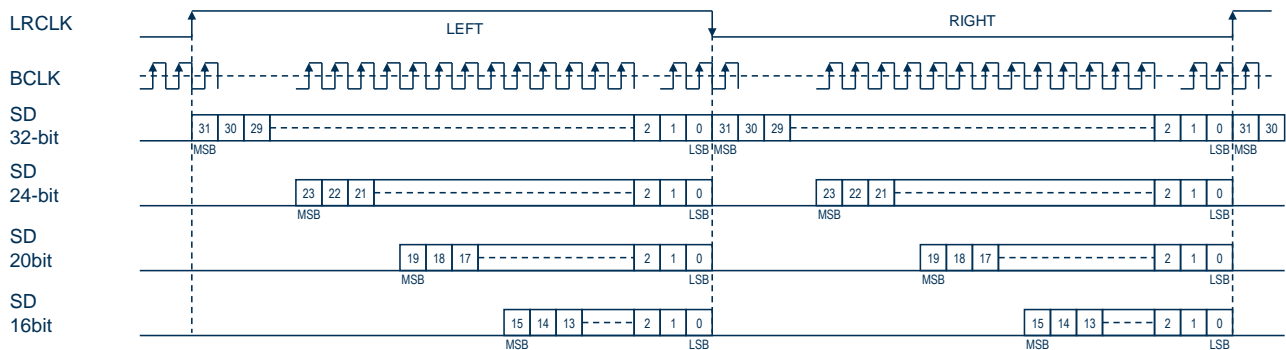 LRCLK LEFT RIGHT
BCLK
SD
32-bit
31 30 29 2 1 0 31 30 29 2 1 0 31 30
MSB LSB MSB LSB MSB
SD
24-bit
23 22 21 2 1 0 23 22 21 2 1 0
MSB LSB MSB LSB
SD
20bit
19 18 17 2 1 0 19 18 17 2 1 0
MSB LSB MSB LSB
SD
16bit
15 14 13 2 1 0 15 14 13 2 1 0
MSB LSB MSB LSB